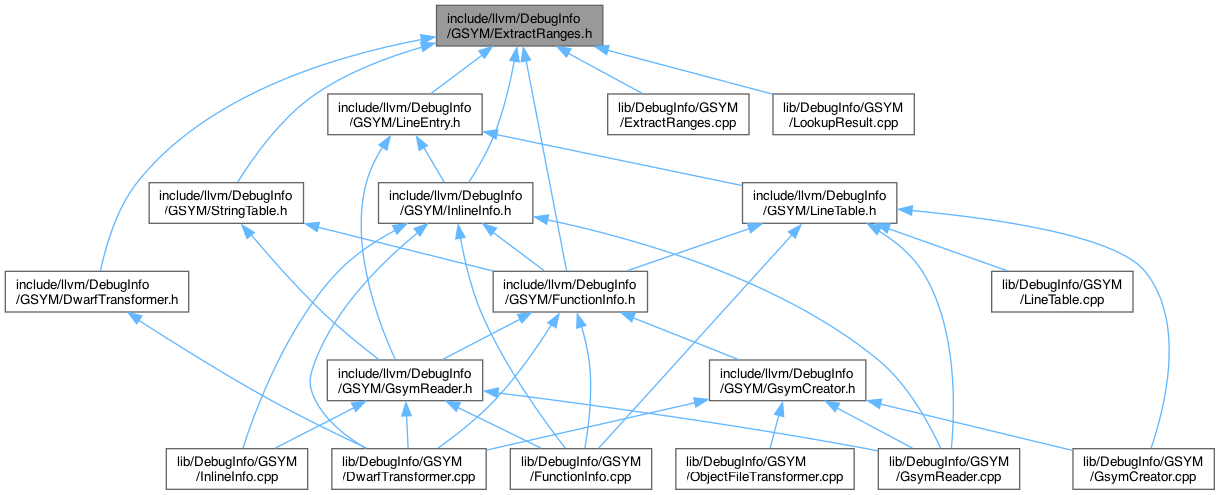 include/llvm/DebugInfo
/GSYM/ExtractRanges.h
include/llvm/DebugInfo
/GSYM/LineEntry.h
lib/DebugInfo/GSYM
/ExtractRanges.cpp
lib/DebugInfo/GSYM
/LookupResult.cpp
include/llvm/DebugInfo
/GSYM/StringTable.h
include/llvm/DebugInfo
/GSYM/InlineInfo.h
include/llvm/DebugInfo
/GSYM/LineTable.h
include/llvm/DebugInfo
/GSYM/DwarfTransformer.h
include/llvm/DebugInfo
/GSYM/FunctionInfo.h
lib/DebugInfo/GSYM
/LineTable.cpp
include/llvm/DebugInfo
/GSYM/GsymReader.h
include/llvm/DebugInfo
/GSYM/GsymCreator.h
lib/DebugInfo/GSYM
/InlineInfo.cpp
lib/DebugInfo/GSYM
/DwarfTransformer.cpp
lib/DebugInfo/GSYM
/FunctionInfo.cpp
lib/DebugInfo/GSYM
/ObjectFileTransformer.cpp
lib/DebugInfo/GSYM
/GsymReader.cpp
lib/DebugInfo/GSYM
/GsymCreator.cpp